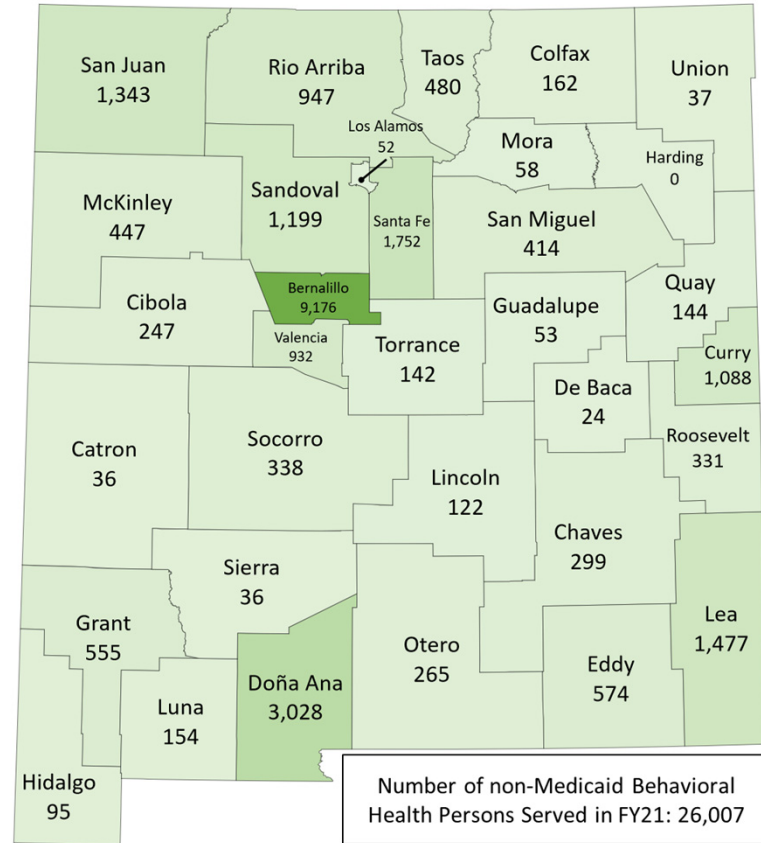 San Juan
1,343
Rio Arriba
947
Taos
480
Colfax
162
Union
37
Los Alamos
52
Mora
58
Harding
0
McKinley
447
Sandoval
1,199
Santa Fe
1,752
San Miguel
414
Bernalillo
9,176
Cibola
247
Valencia
932
Torrance
142
Guadalupe
53
Quay
144
Curry
1,088
De Baca
24
Roosevelt
331
Catron
36
Socorro
338
Lincoln
122
Chaves
299
Sierra
36
Grant
555
Lea
1,477
Doña Ana
3,028
Otero
265
Eddy
574
Luna
154
Hidalgo
95
Number of non-Medicaid Behavioral
Health Persons Served in FY21: 26,007